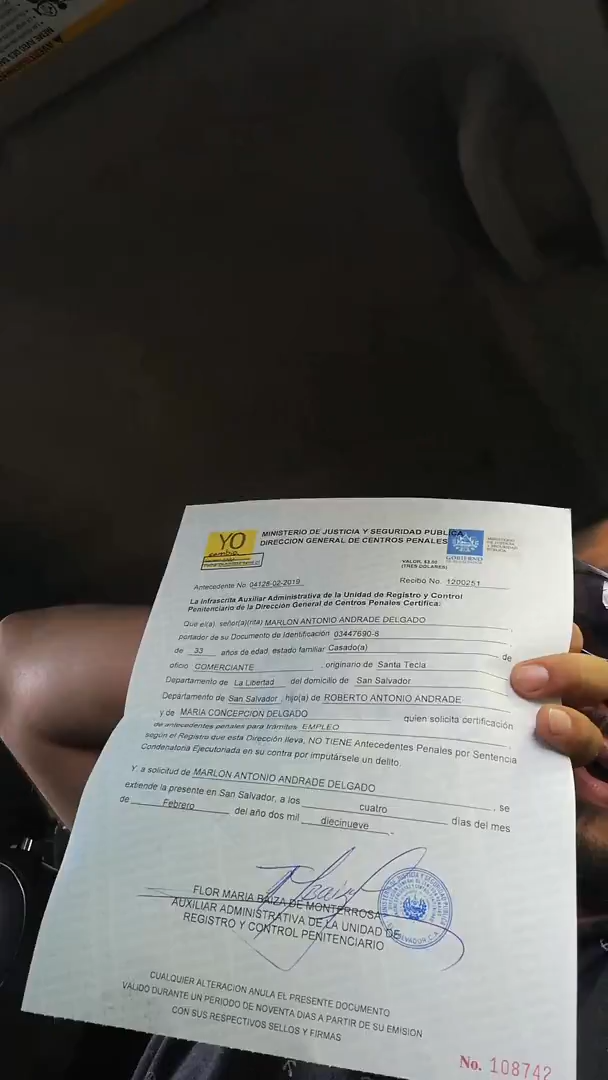 MINISTERIO DE JUSTICIA Y SEGURIDAD PUBLICA
DIRECCION GENERAL DE CENTROS PENALES
YO
cambio
GOBIERNO
MINISTERIO
DE JUSTICIA
Y SEGURIDAD
PÚBLICA
VALOR, $3.00
(TRES DOLARES)
Antecedente No. 04128-02-2019
Recibo No. 1200251
La Infrascrita Auxiliar Administrativa de la Unidad de Registro y Control
Penitenciario de la Dirección General de Centros Penales Certifica:
Que el(a), señor(a)(rita) MARLON ANTONIO ANDRADE DELGADO ,
portador de su Documento de Identificación 03447690-8
de 33 años de edad, estado familiar Casado(a) de
oficio COMERCIANTE , originario de Santa Tecla
Departamento de La Libertad del domicilio de San Salvador
Departamento de San Salvador , hijo(a) de ROBERTO ANTONIO ANDRADE
y de MARIA CONCEPCION DELGADO quien solicita certificación
de antecedentes penales para trámites EMPLEO
según el Registro que esta Dirección lleva, NO TIENE Antecedentes Penales por Sentencia
Condenatoria Ejecutoriada en su contra por imputársele un delito.
Y, a solicitud de MARLON ANTONIO ANDRADE DELGADO , se
extiende la presente en San Salvador, a los cuatro días del mes
de Febrero del año dos mil diecinueve .
FLOR MARIA BAIZA DE MONTERROSA
AUXILIAR ADMINISTRATIVA DE LA UNIDAD DE
REGISTRO Y CONTROL PENITENCIARIO
CUALQUIER ALTERACION ANULA EL PRESENTE DOCUMENTO
VALIDO DURANTE UN PERIODO DE NOVENTA DIAS A PARTIR DE SU EMISION
CON SUS RESPECTIVOS SELLOS Y FIRMAS
No. 108742